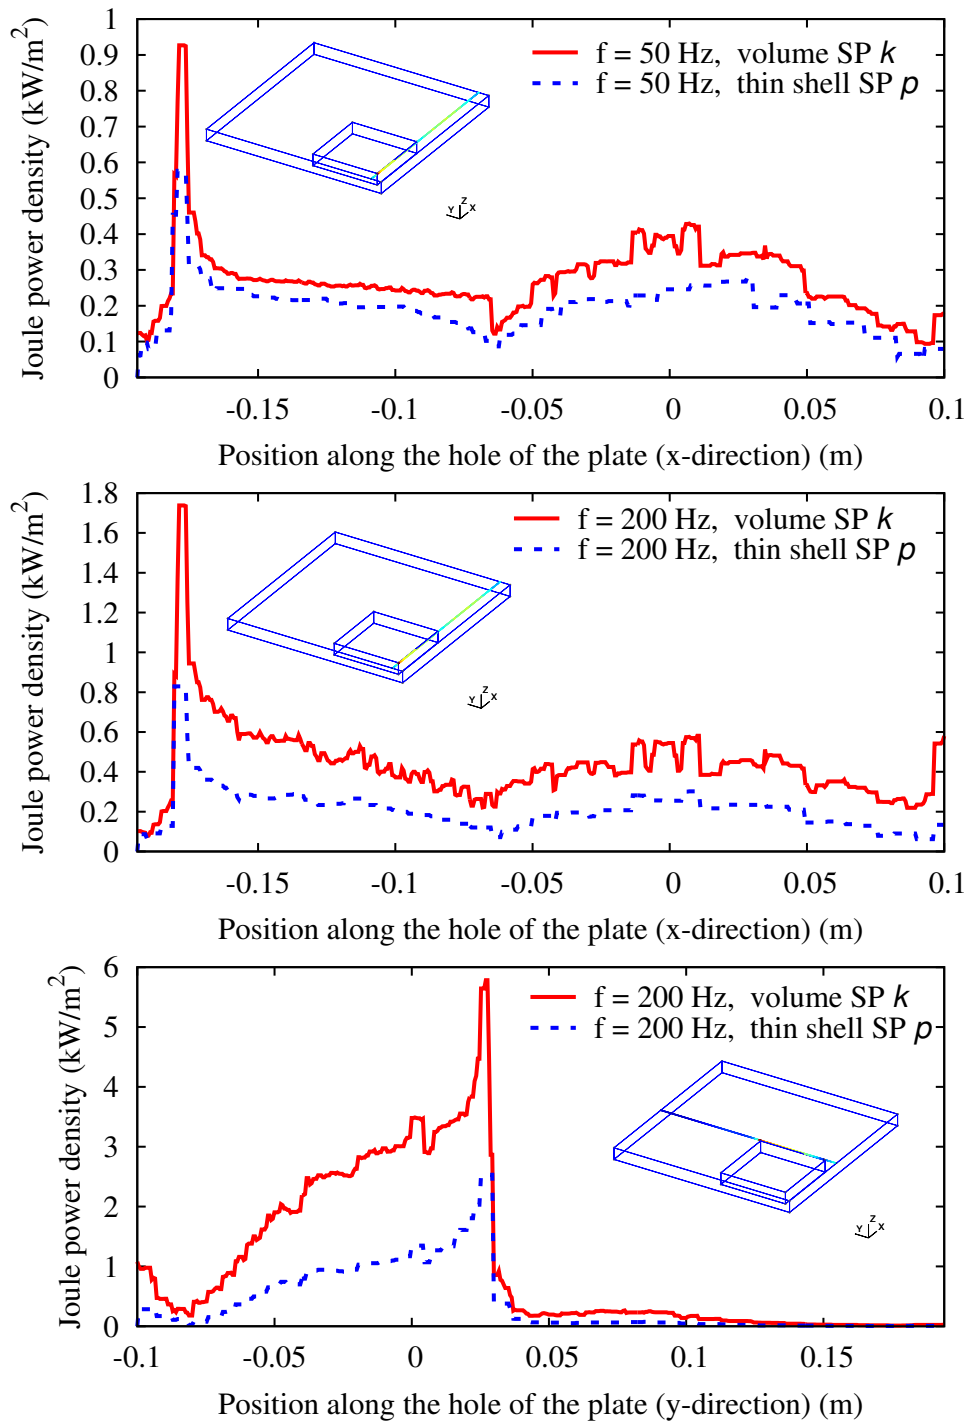 1
0.9
0.8
0.7
0.6
0.5
0.4
0.3
0.2
0.1
0
Joule power density (kW/m²)
f = 50 Hz, volume SP k
f = 50 Hz, thin shell SP p
Y Z X
-0.15 -0.1 -0.05 0 0.05 0.1
Position along the hole of the plate (x-direction) (m)
1.8
1.6
1.4
1.2
1
0.8
0.6
0.4
0.2
0
Joule power density (kW/m²)
f = 200 Hz, volume SP k
f = 200 Hz, thin shell SP p
Y Z X
-0.15 -0.1 -0.05 0 0.05 0.1
Position along the hole of the plate (x-direction) (m)
6
5
4
3
2
1
0
Joule power density (kW/m²)
f = 200 Hz, volume SP k
f = 200 Hz, thin shell SP p
Y Z X
-0.1 -0.05 0 0.05 0.1 0.15
Position along the hole of the plate (y-direction) (m)